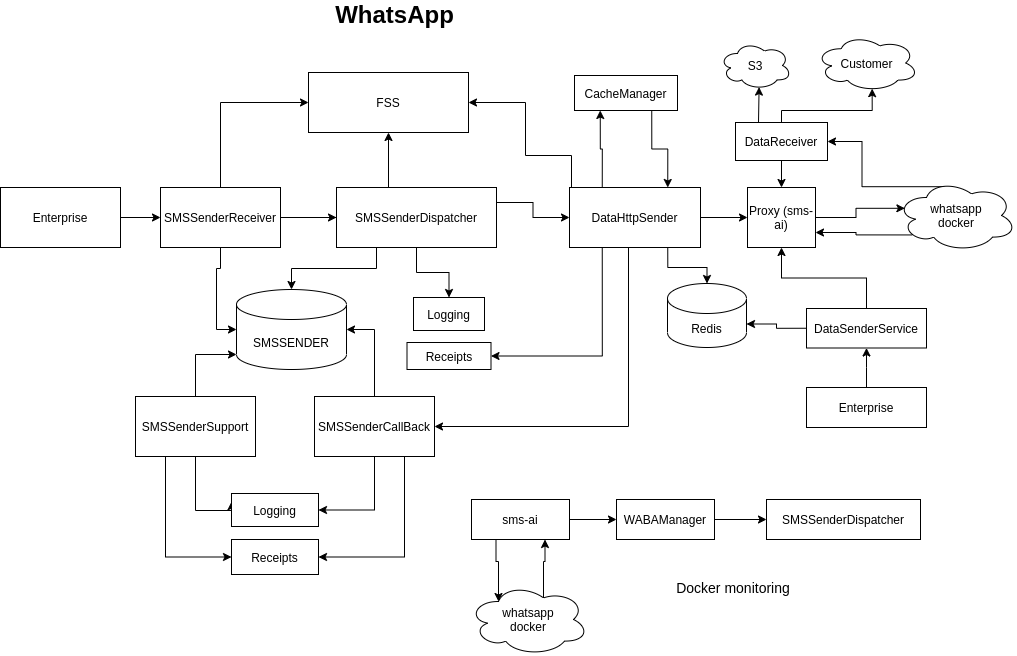 WhatsApp
S3
Customer
FSS
CacheManager
DataReceiver
Enterprise
SMSSenderReceiver
SMSSenderDispatcher
DataHttpSender
Proxy (sms-
ai)
whatsapp
docker
Logging
SMSSENDER
Receipts
Redis
DataSenderService
Enterprise
SMSSenderSupport
SMSSenderCallBack
Logging
Receipts
sms-ai
WABAManager
SMSSenderDispatcher
Docker monitoring
whatsapp
docker